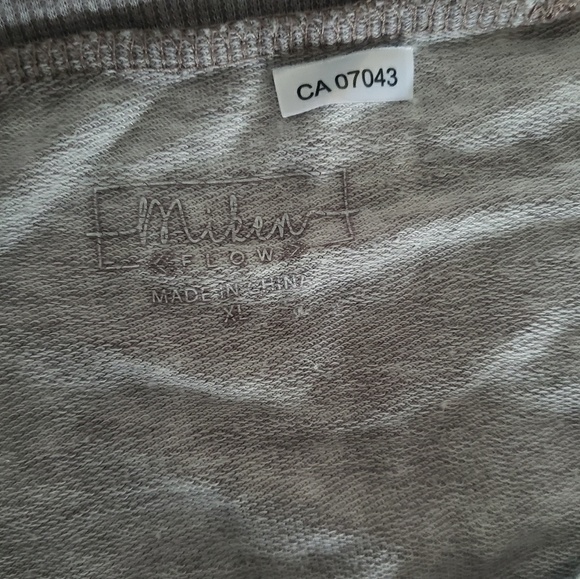 CA 07043
Miken
<FLOW>
MADE IN CHINA
XL